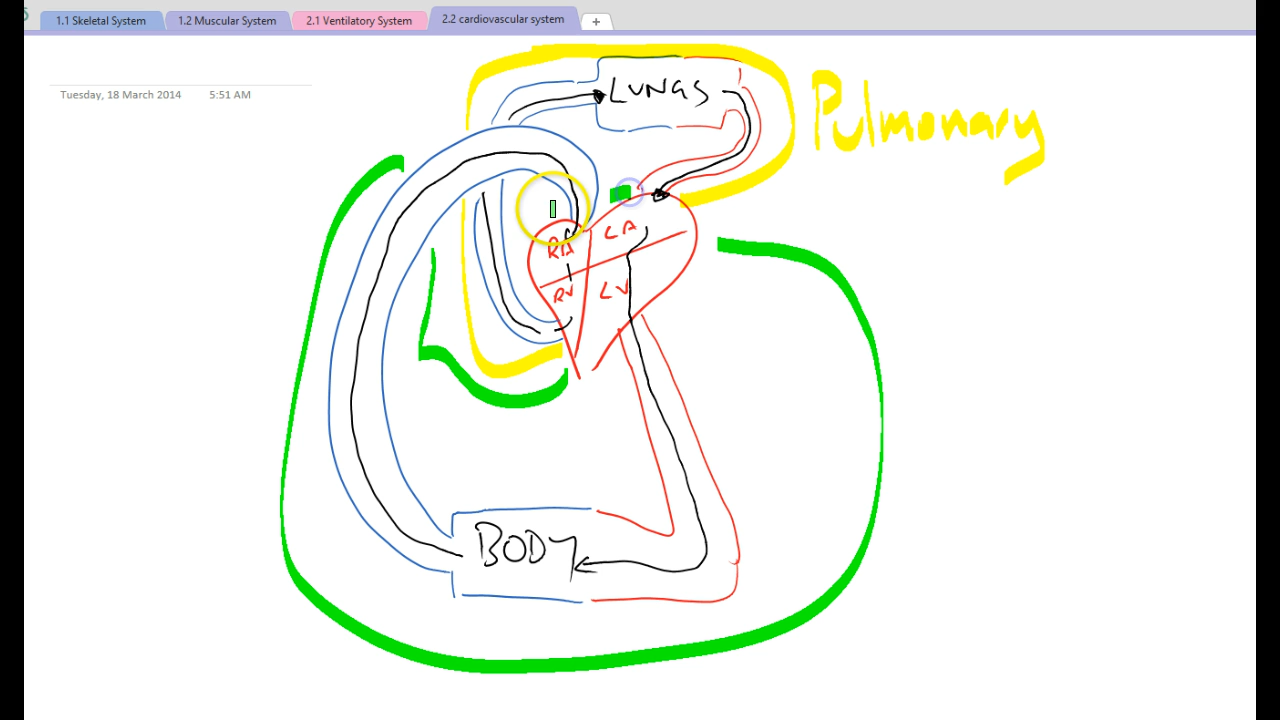 1.1 Skeletal System
1.2 Muscular System
2.1 Ventilatory System
2.2 cardiovascular system
Tuesday, 18 March 2014 5:51 AM
LUNGS
Pulmonary
RA
LA
RV
LV
BODY